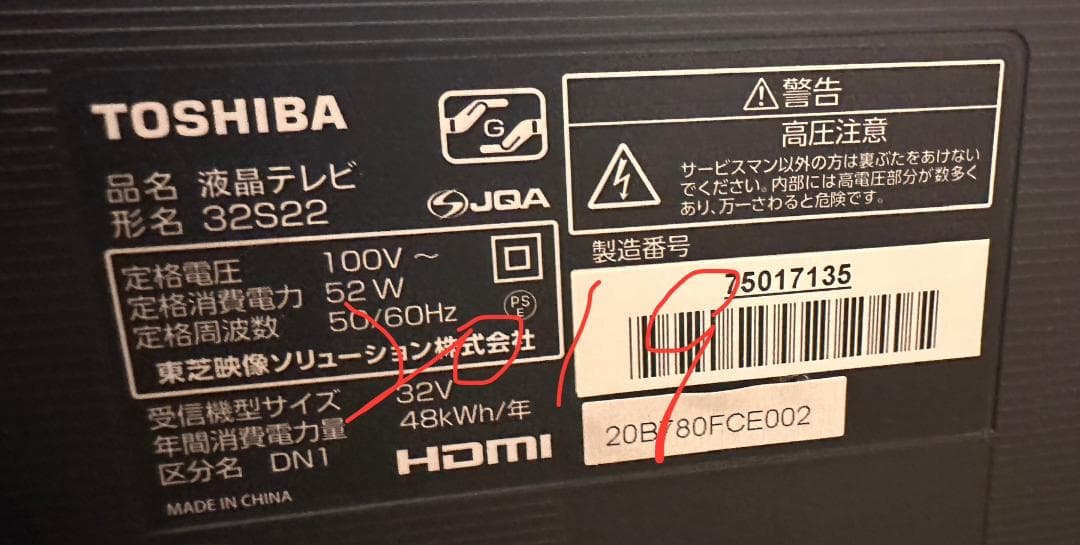 TOSHIBA
品名 液晶テレビ
形名 32S22
G
JQA
定格電圧 100V～
定格消費電力 52W
定格周波数 50/60Hz
PS
E
東芝映像ソリューション株式会社
受信機型サイズ 32V
年間消費電力量 48kWh/年
区分名 DN1
HDMI
MADE IN CHINA
警告
高圧注意
サービスマン以外の方は裏ぶたをあけない
でください。内部には高電圧部分が数多く
あり、万一さわると危険です。
製造番号
75017135
20B780FCE002
2019